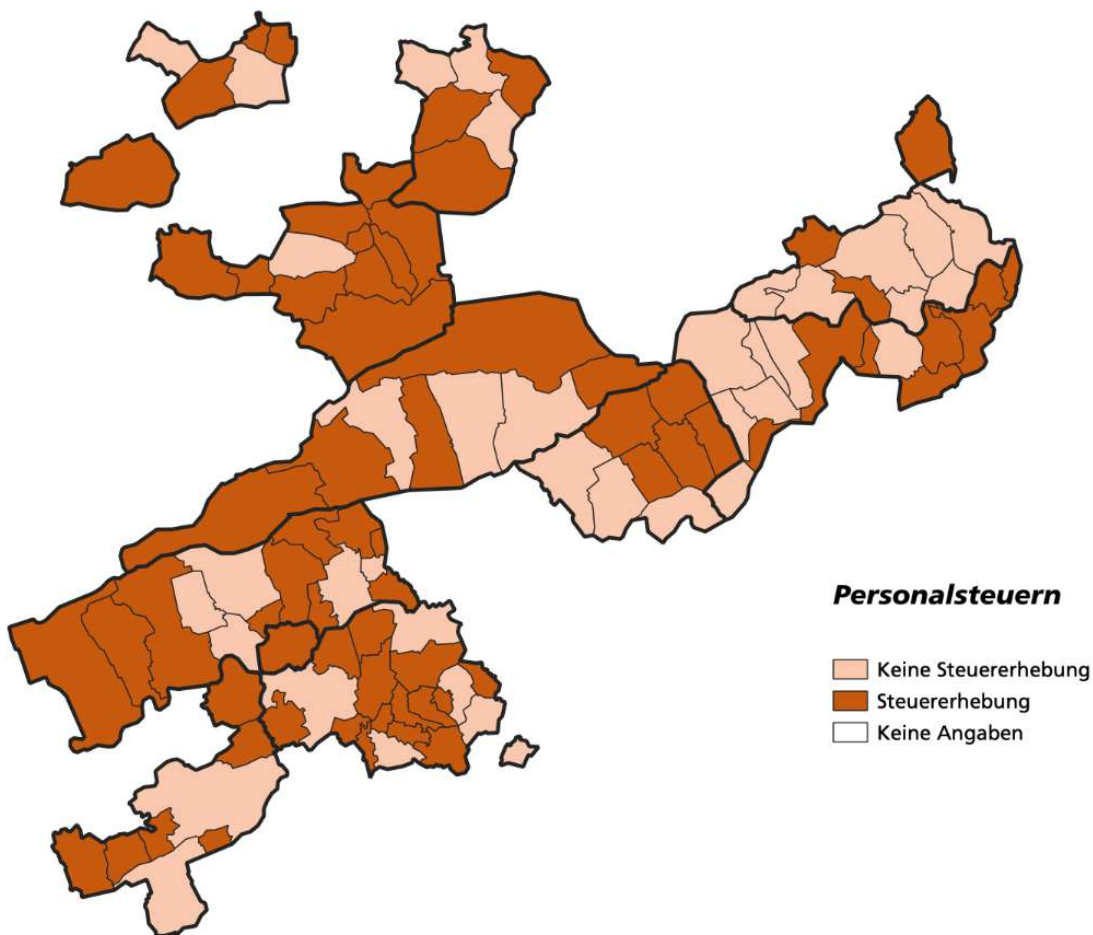 Personalsteuern
Keine Steuererhebung
Steuererhebung
Keine Angaben